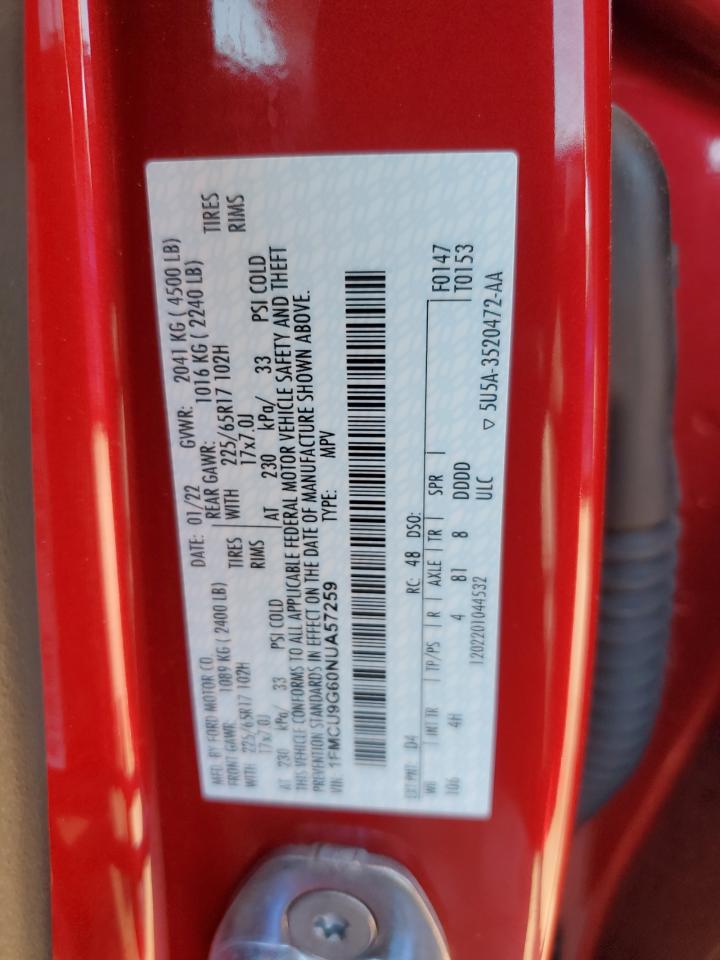 MFD. BY FORD MOTOR CO.
DATE: 01/22 GVWR: 2041 KG ( 4500 LB)
FRONT GAWR: 1089 KG ( 2400 LB) REAR GAWR: 1016 KG ( 2240 LB)
WITH 225/65R17 102H TIRES WITH 225/65R17 102H TIRES
17x7.0J RIMS 17x7.0J RIMS
AT 230 kPa/ 33 PSI COLD AT 230 kPa/ 33 PSI COLD
THIS VEHICLE CONFORMS TO ALL APPLICABLE FEDERAL MOTOR VEHICLE SAFETY AND THEFT
PREVENTION STANDARDS IN EFFECT ON THE DATE OF MANUFACTURE SHOWN ABOVE.
VIN: 1FMCU9G60NUA57259 TYPE: MPV
F0147
EXT PNT: D4 RC: 48 DSO: T0153
WB INT TR TP/PS R AXLE TR SPR
106 4H 4 B1 8 DDDD
1202201044532 ULC ▽ 5U5A-3520472-AA